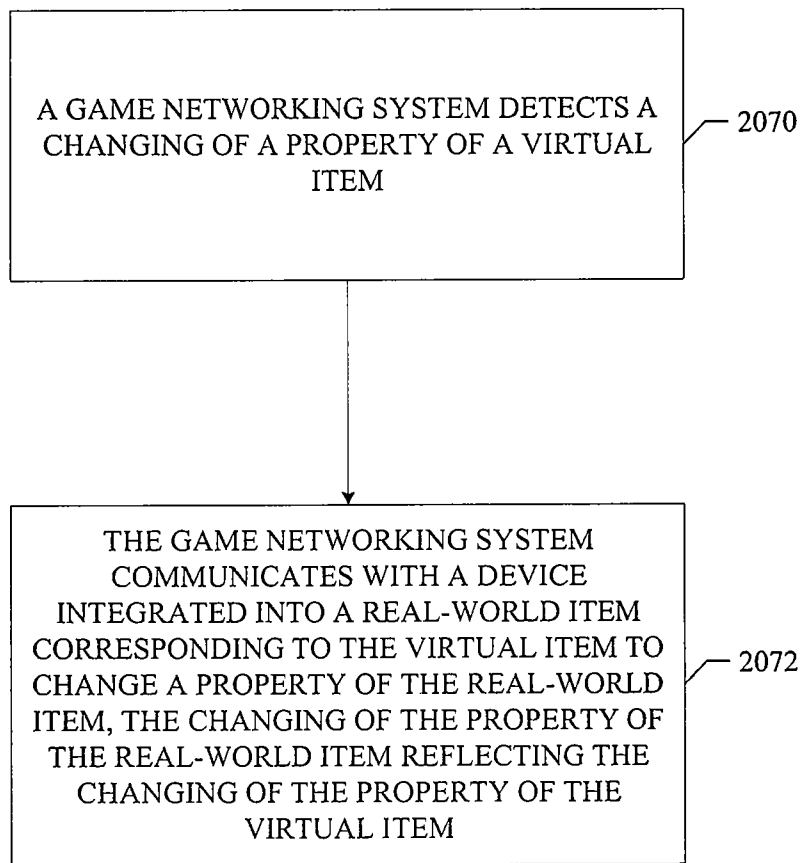 A GAME NETWORKING SYSTEM DETECTS A
CHANGING OF A PROPERTY OF A VIRTUAL
ITEM
2070
THE GAME NETWORKING SYSTEM
COMMUNICATES WITH A DEVICE
INTEGRATED INTO A REAL-WORLD ITEM
CORRESPONDING TO THE VIRTUAL ITEM TO
CHANGE A PROPERTY OF THE REAL-WORLD
ITEM, THE CHANGING OF THE PROPERTY OF
THE REAL-WORLD ITEM REFLECTING THE
CHANGING OF THE PROPERTY OF THE
VIRTUAL ITEM
2072